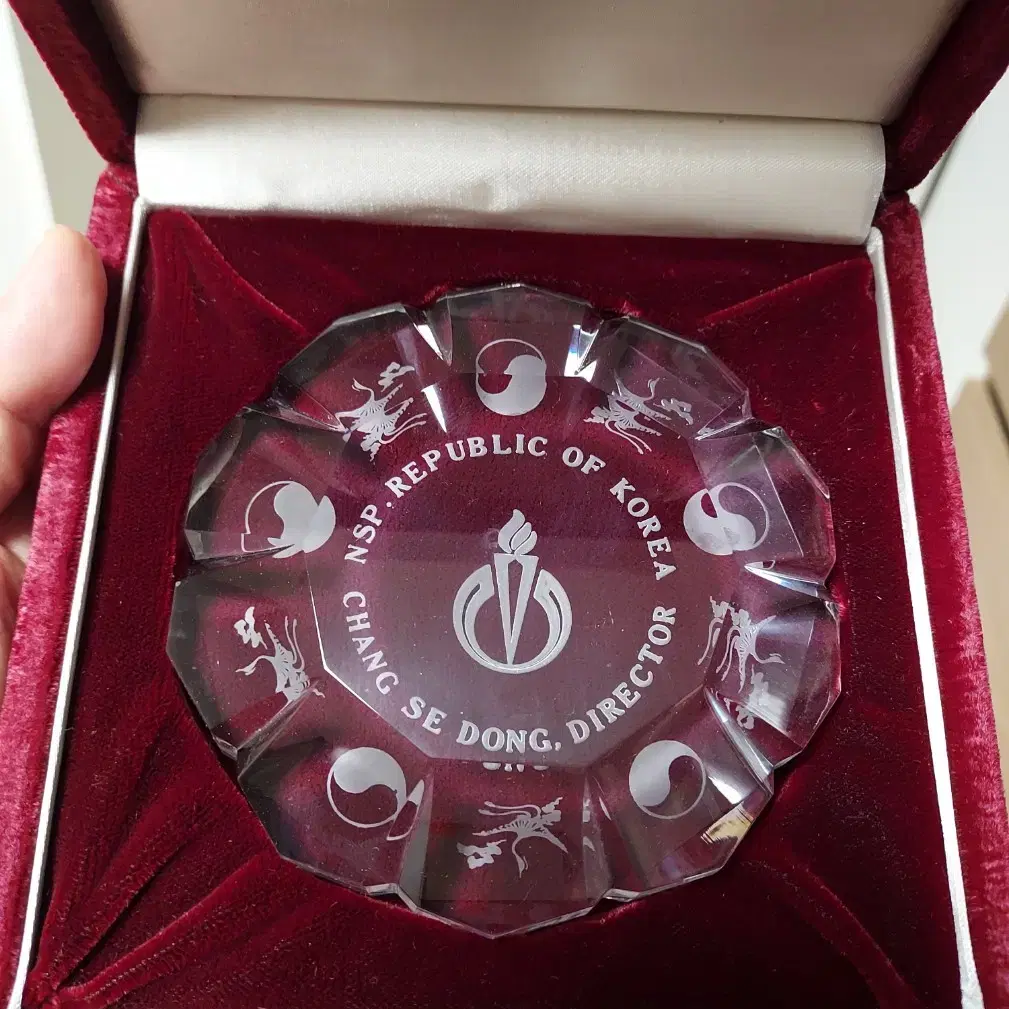 NSP. REPUBLIC OF KOREA
CHANG SE DONG, DIRECTOR